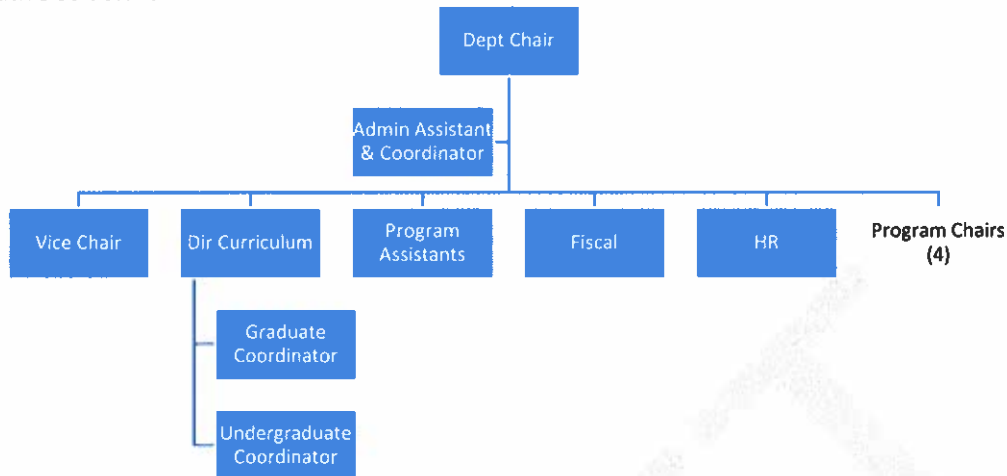 Dept Chair
Admin Assistant
& Coordinator
Vice Chair
Dir Curriculum
Program
Assistants
Fiscal
HR
Program Chairs
(4)
Graduate
Coordinator
Undergraduate
Coordinator